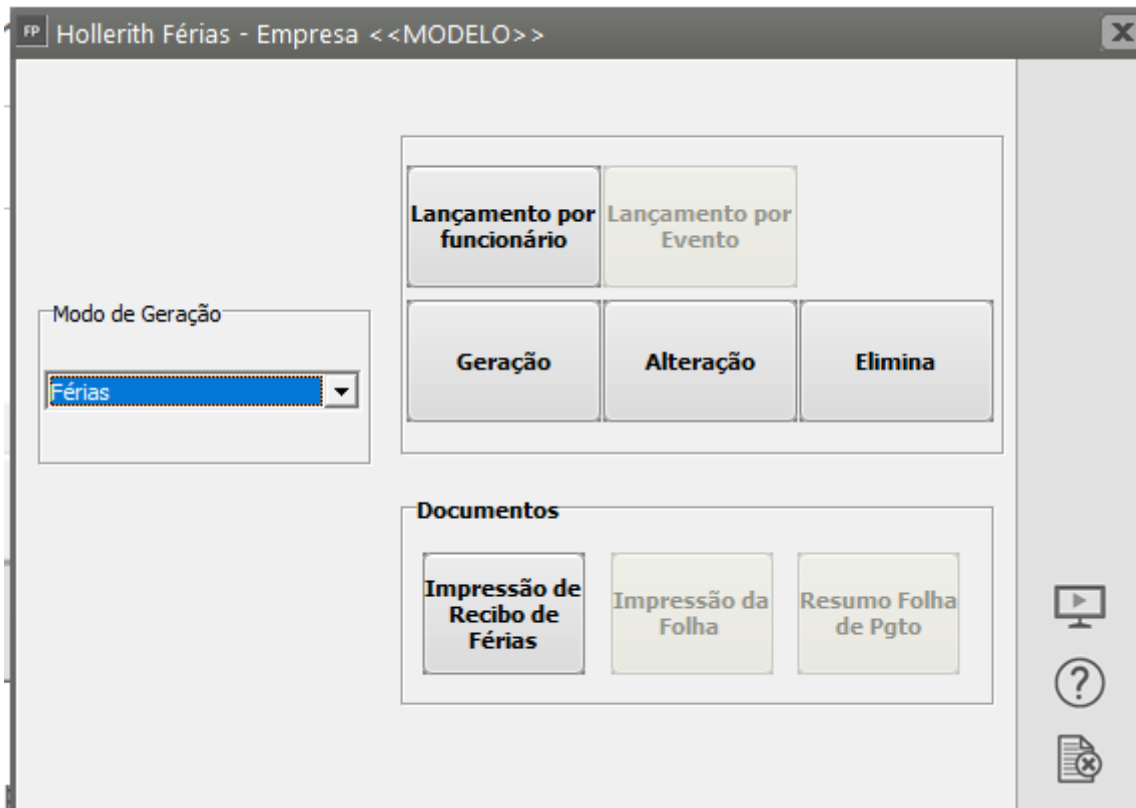 FP Hollerith Férias - Empresa <<MODELO>>
Lançamento por
funcionário
Lançamento por
Evento
Modo de Geração
Férias
Geração
Alteração
Elimina
Documentos
Impressão de
Recibo de
Férias
Impressão da
Folha
Resumo Folha
de Pgto